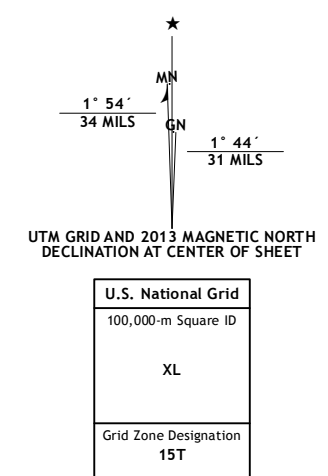 ★
MN
1° 54´
34 MILS
GN
1° 44´
31 MILS
UTM GRID AND 2013 MAGNETIC NORTH
DECLINATION AT CENTER OF SHEET
U.S. National Grid
100,000-m Square ID
XL
Grid Zone Designation
15T